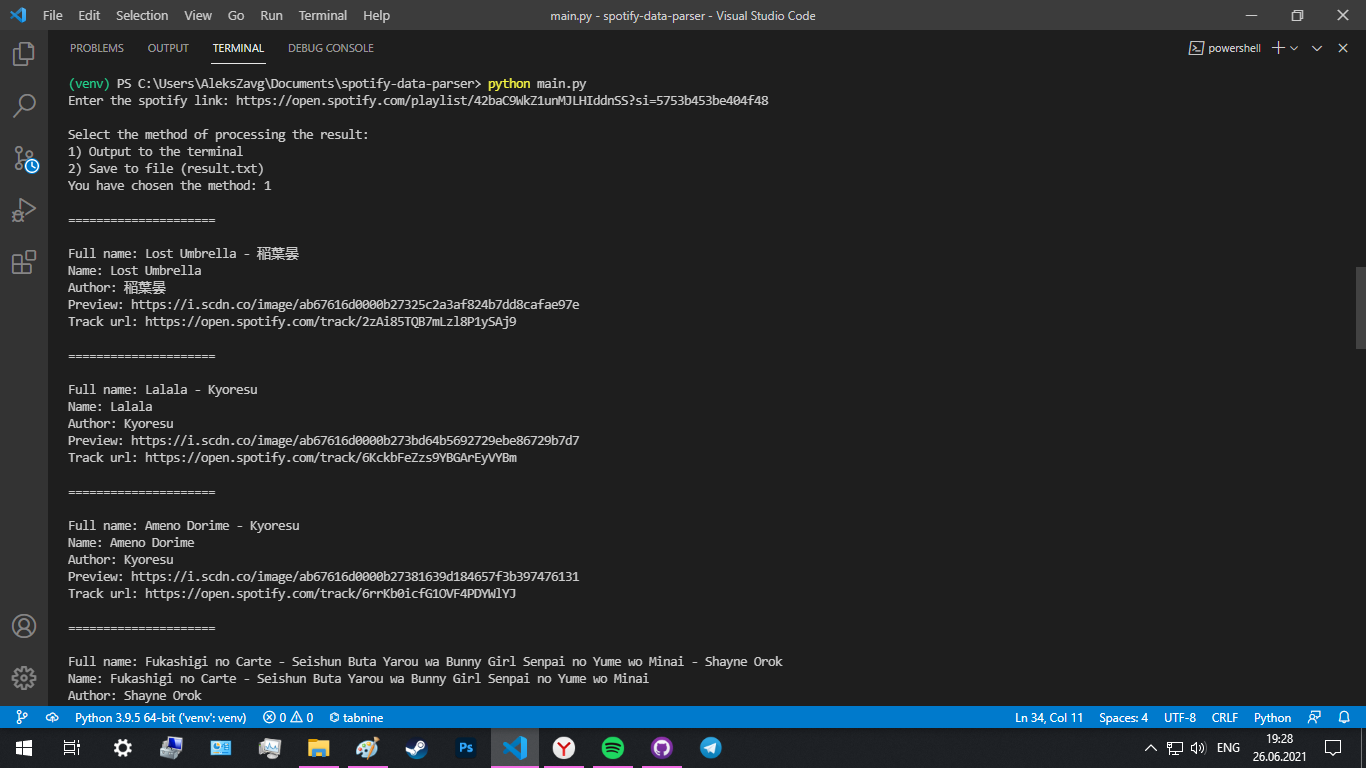 File Edit Selection View Go Run Terminal Help main.py - spotify-data-parser - Visual Studio Code
PROBLEMS OUTPUT TERMINAL DEBUG CONSOLE powershell
(venv) PS C:\Users\AleksZavg\Documents\spotify-data-parser> python main.py
Enter the spotify link: https://open.spotify.com/playlist/42baC9WkZ1unMJLHIddnSS?si=5753b453be404f48
Select the method of processing the result:
1) Output to the terminal
2) Save to file (result.txt)
You have chosen the method: 1
=====================
Full name: Lost Umbrella - 稲葉曇
Name: Lost Umbrella
Author: 稲葉曇
Preview: https://i.scdn.co/image/ab67616d0000b27325c2a3af824b7dd8cafae97e
Track url: https://open.spotify.com/track/2zAi85TQB7mLzl8P1ySAj9
=====================
Full name: Lalala - Kyoresu
Name: Lalala
Author: Kyoresu
Preview: https://i.scdn.co/image/ab67616d0000b273bd64b5692729ebe86729b7d7
Track url: https://open.spotify.com/track/6KckbFeZzs9YBGArEyVYBm
=====================
Full name: Ameno Dorime - Kyoresu
Name: Ameno Dorime
Author: Kyoresu
Preview: https://i.scdn.co/image/ab67616d0000b27381639d184657f3b397476131
Track url: https://open.spotify.com/track/6rrKb0icfG1OVF4PDYWlYJ
=====================
Full name: Fukashigi no Carte - Seishun Buta Yarou wa Bunny Girl Senpai no Yume wo Minai - Shayne Orok
Name: Fukashigi no Carte - Seishun Buta Yarou wa Bunny Girl Senpai no Yume wo Minai
Author: Shayne Orok
Python 3.9.5 64-bit ('venv': venv) 0 0 tabnine Ln 34, Col 11 Spaces: 4 UTF-8 CRLF Python
Ps ENG 19:28
26.06.2021